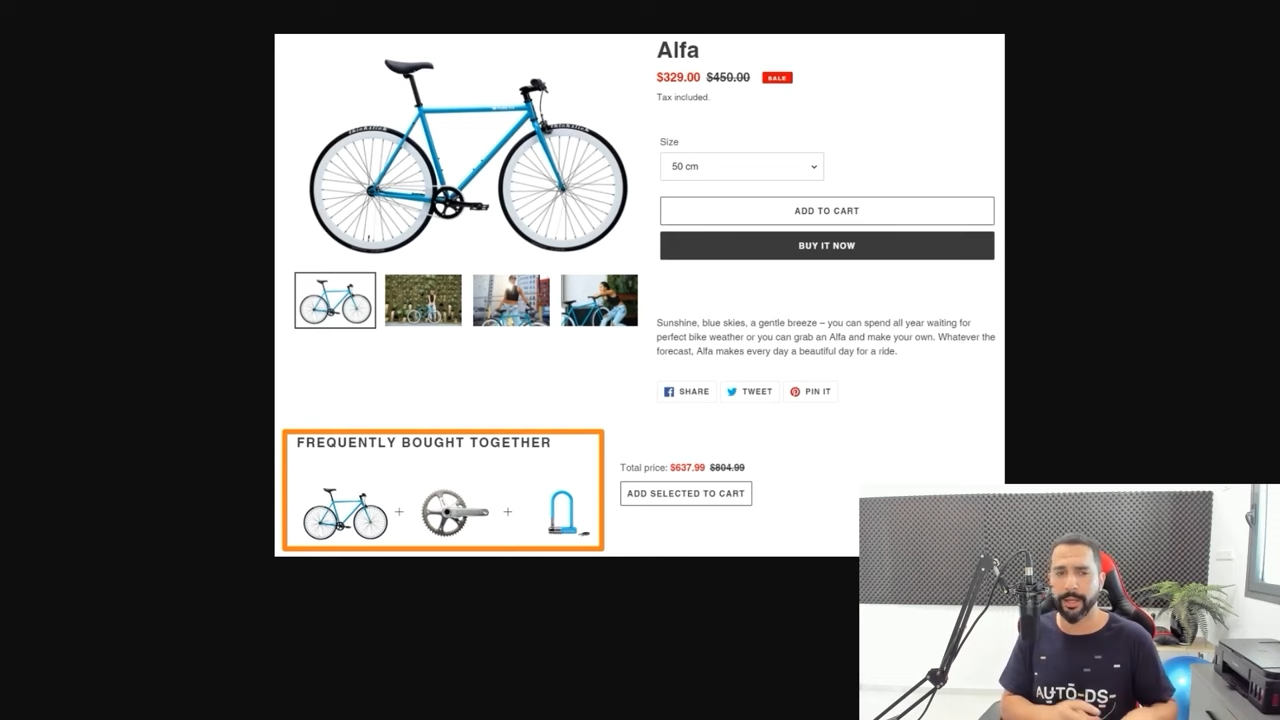 Alfa
$329.00 $450.00 SALE
Tax included.
Size
50 cm
ADD TO CART
BUY IT NOW
Sunshine, blue skies, a gentle breeze – you can spend all year waiting for
perfect bike weather or you can grab an Alfa and make your own. Whatever the
forecast, Alfa makes every day a beautiful day for a ride.
SHARE TWEET PIN IT
FREQUENTLY BOUGHT TOGETHER
+ +
Total price: $637.99 $804.99
ADD SELECTED TO CART
AUTO-DS-